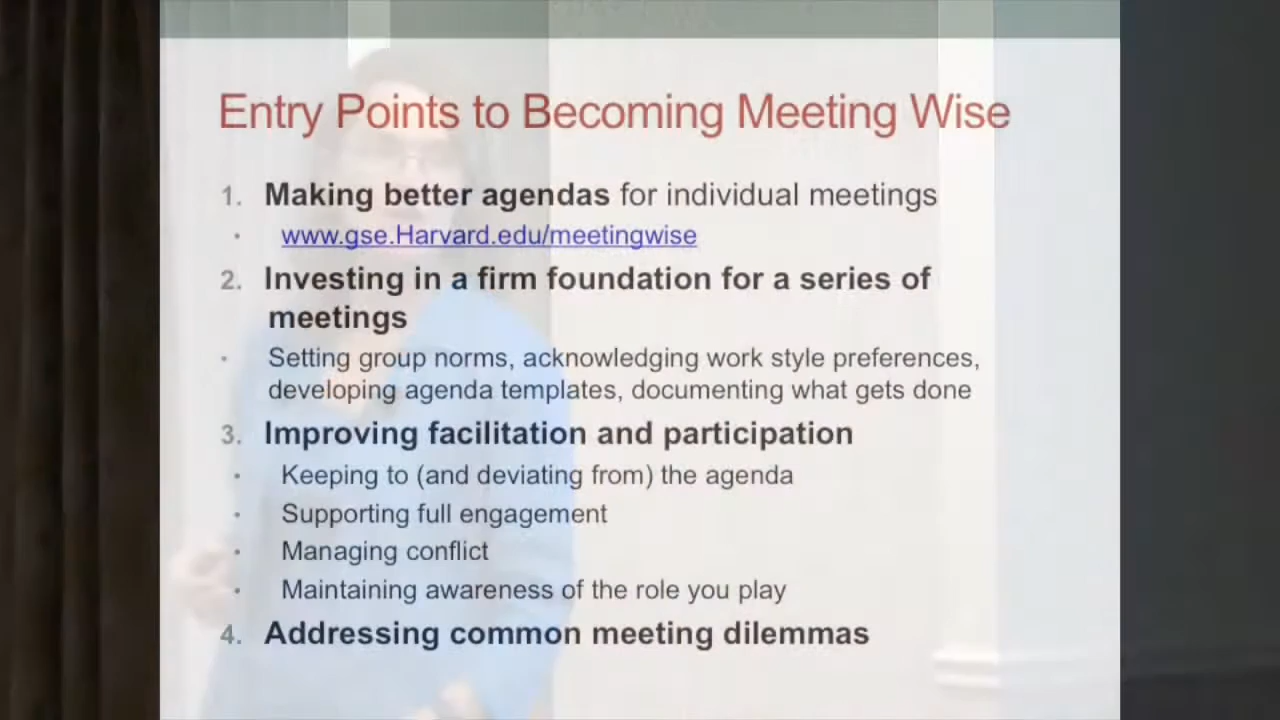 Entry Points to Becoming Meeting Wise
1. Making better agendas for individual meetings
• www.gse.Harvard.edu/meetingwise
2. Investing in a firm foundation for a series of
meetings
• Setting group norms, acknowledging work style preferences,
developing agenda templates, documenting what gets done
3. Improving facilitation and participation
• Keeping to (and deviating from) the agenda
• Supporting full engagement
• Managing conflict
• Maintaining awareness of the role you play
4. Addressing common meeting dilemmas